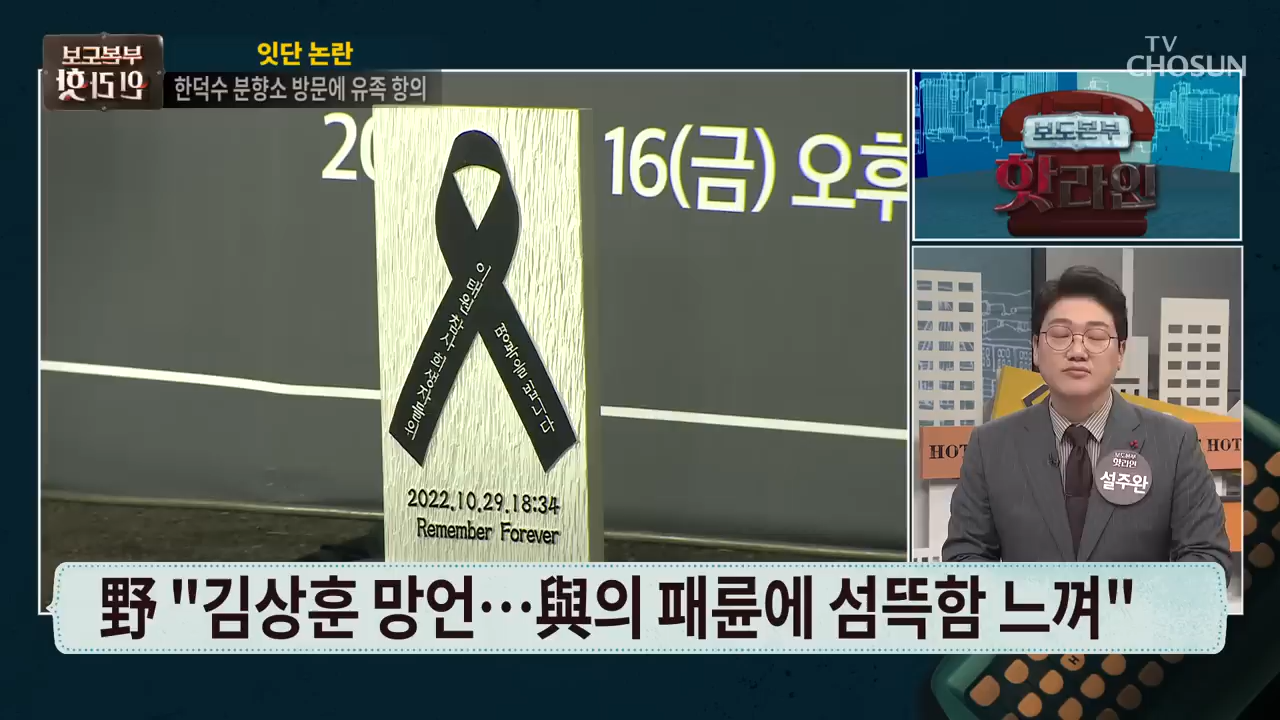 보도본부
핫라인
잇단 논란
한덕수 분향소 방문에 유족 항의
TV
CHOSUN
20
16(금) 오후
이태원 참사 희생자들의
명복을 빕니다
2022.10.29.18:34
Remember Forever
보도본부
핫라인
HOT
HOT
보도본부
핫라인
설주완
野 "김상훈 망언…與의 패륜에 섬뜩함 느껴"